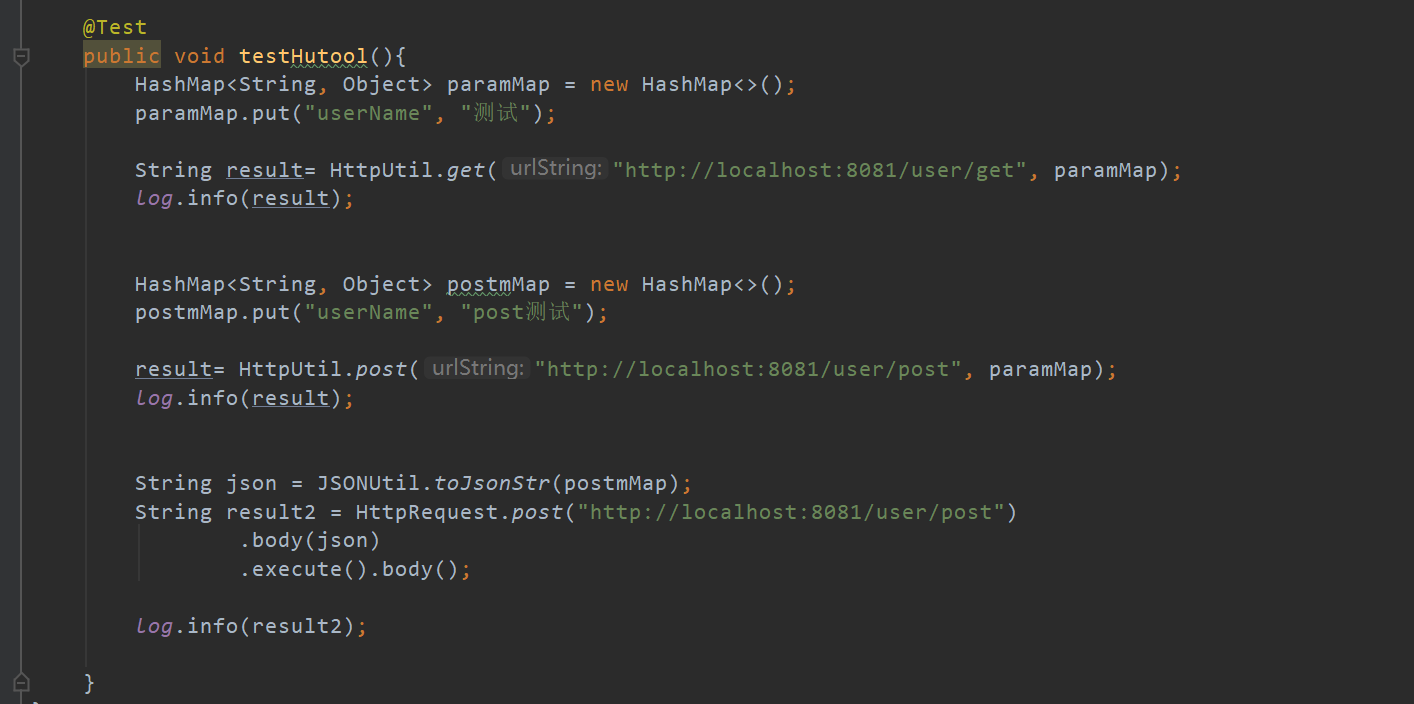 @Test
public void testHutool(){
HashMap<String, Object> paramMap = new HashMap<>();
paramMap.put("userName", "测试");
String result= HttpUtil.get( urlString: "http://localhost:8081/user/get", paramMap);
log.info(result);
HashMap<String, Object> postmMap = new HashMap<>();
postmMap.put("userName", "post测试");
result= HttpUtil.post( urlString: "http://localhost:8081/user/post", paramMap);
log.info(result);
String json = JSONUtil.toJsonStr(postmMap);
String result2 = HttpRequest.post("http://localhost:8081/user/post")
.body(json)
.execute().body();
log.info(result2);
}